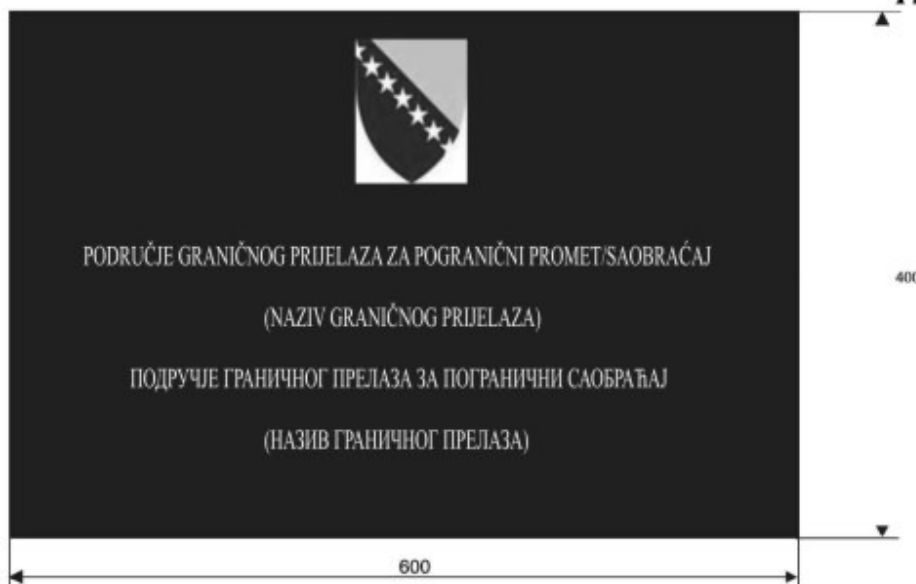 PODRUČJE GRANIČNOG PRIJELAZA ZA POGRANIČNI PROMET/SAOBRAĆAJ
(NAZIV GRANIČNOG PRIJELAZA)
ПОДРУЧЈЕ ГРАНИЧНОГ ПРЕЛАЗА ЗА ПОГРАНИЧНИ САОБРАЋАЈ
(НАЗИВ ГРАНИЧНОГ ПРЕЛАЗА)
400
600